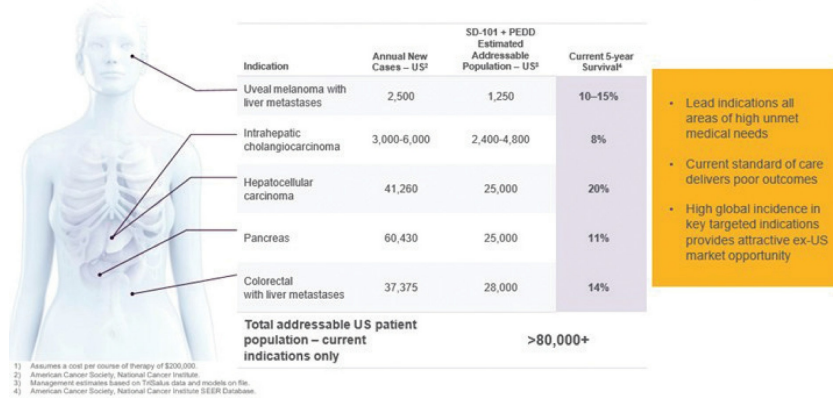 Indication
Annual New
Cases – US²
SD-101 + PEDD
Estimated
Addressable
Population – US³
Current 5-year
Survival⁴
Uveal melanoma with
liver metastases
2,500
1,250
10–15%
Intrahepatic
cholangiocarcinoma
3,000-6,000
2,400-4,800
8%
Hepatocellular
carcinoma
41,260
25,000
20%
Pancreas
60,430
25,000
11%
Colorectal
with liver metastases
37,375
28,000
14%
Total addressable US patient
population – current
indications only
>80,000+
• Lead indications all
areas of high unmet
medical needs
• Current standard of care
delivers poor outcomes
• High global incidence in
key targeted indications
provides attractive ex-US
market opportunity
1) Assumes a cost per course of therapy of $200,000.
2) American Cancer Society, National Cancer Institute.
3) Management estimates based on TriSalus data and models on file.
4) American Cancer Society, National Cancer Institute SEER Database.